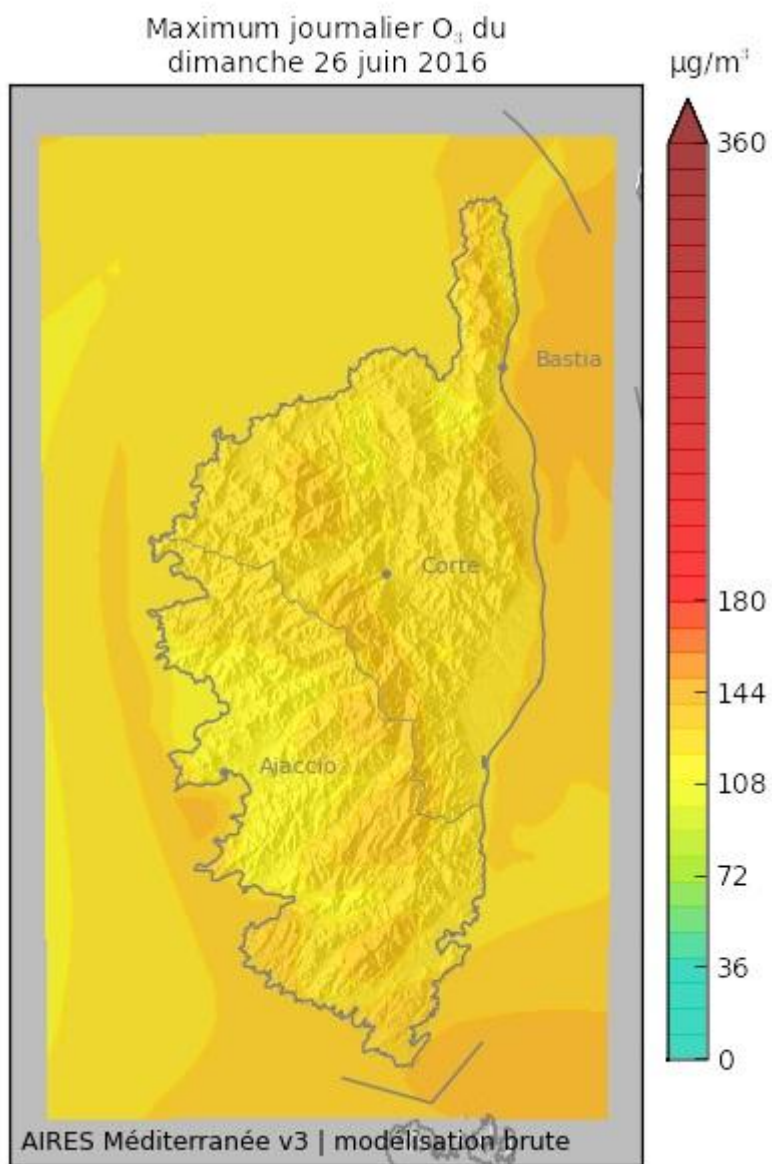 Maximum journalier O₃ du
dimanche 26 juin 2016
µg/m³
360
180
144
108
72
36
0
Bastia
Corte
Ajaccio
AIRES Méditerranée v3 | modélisation brute